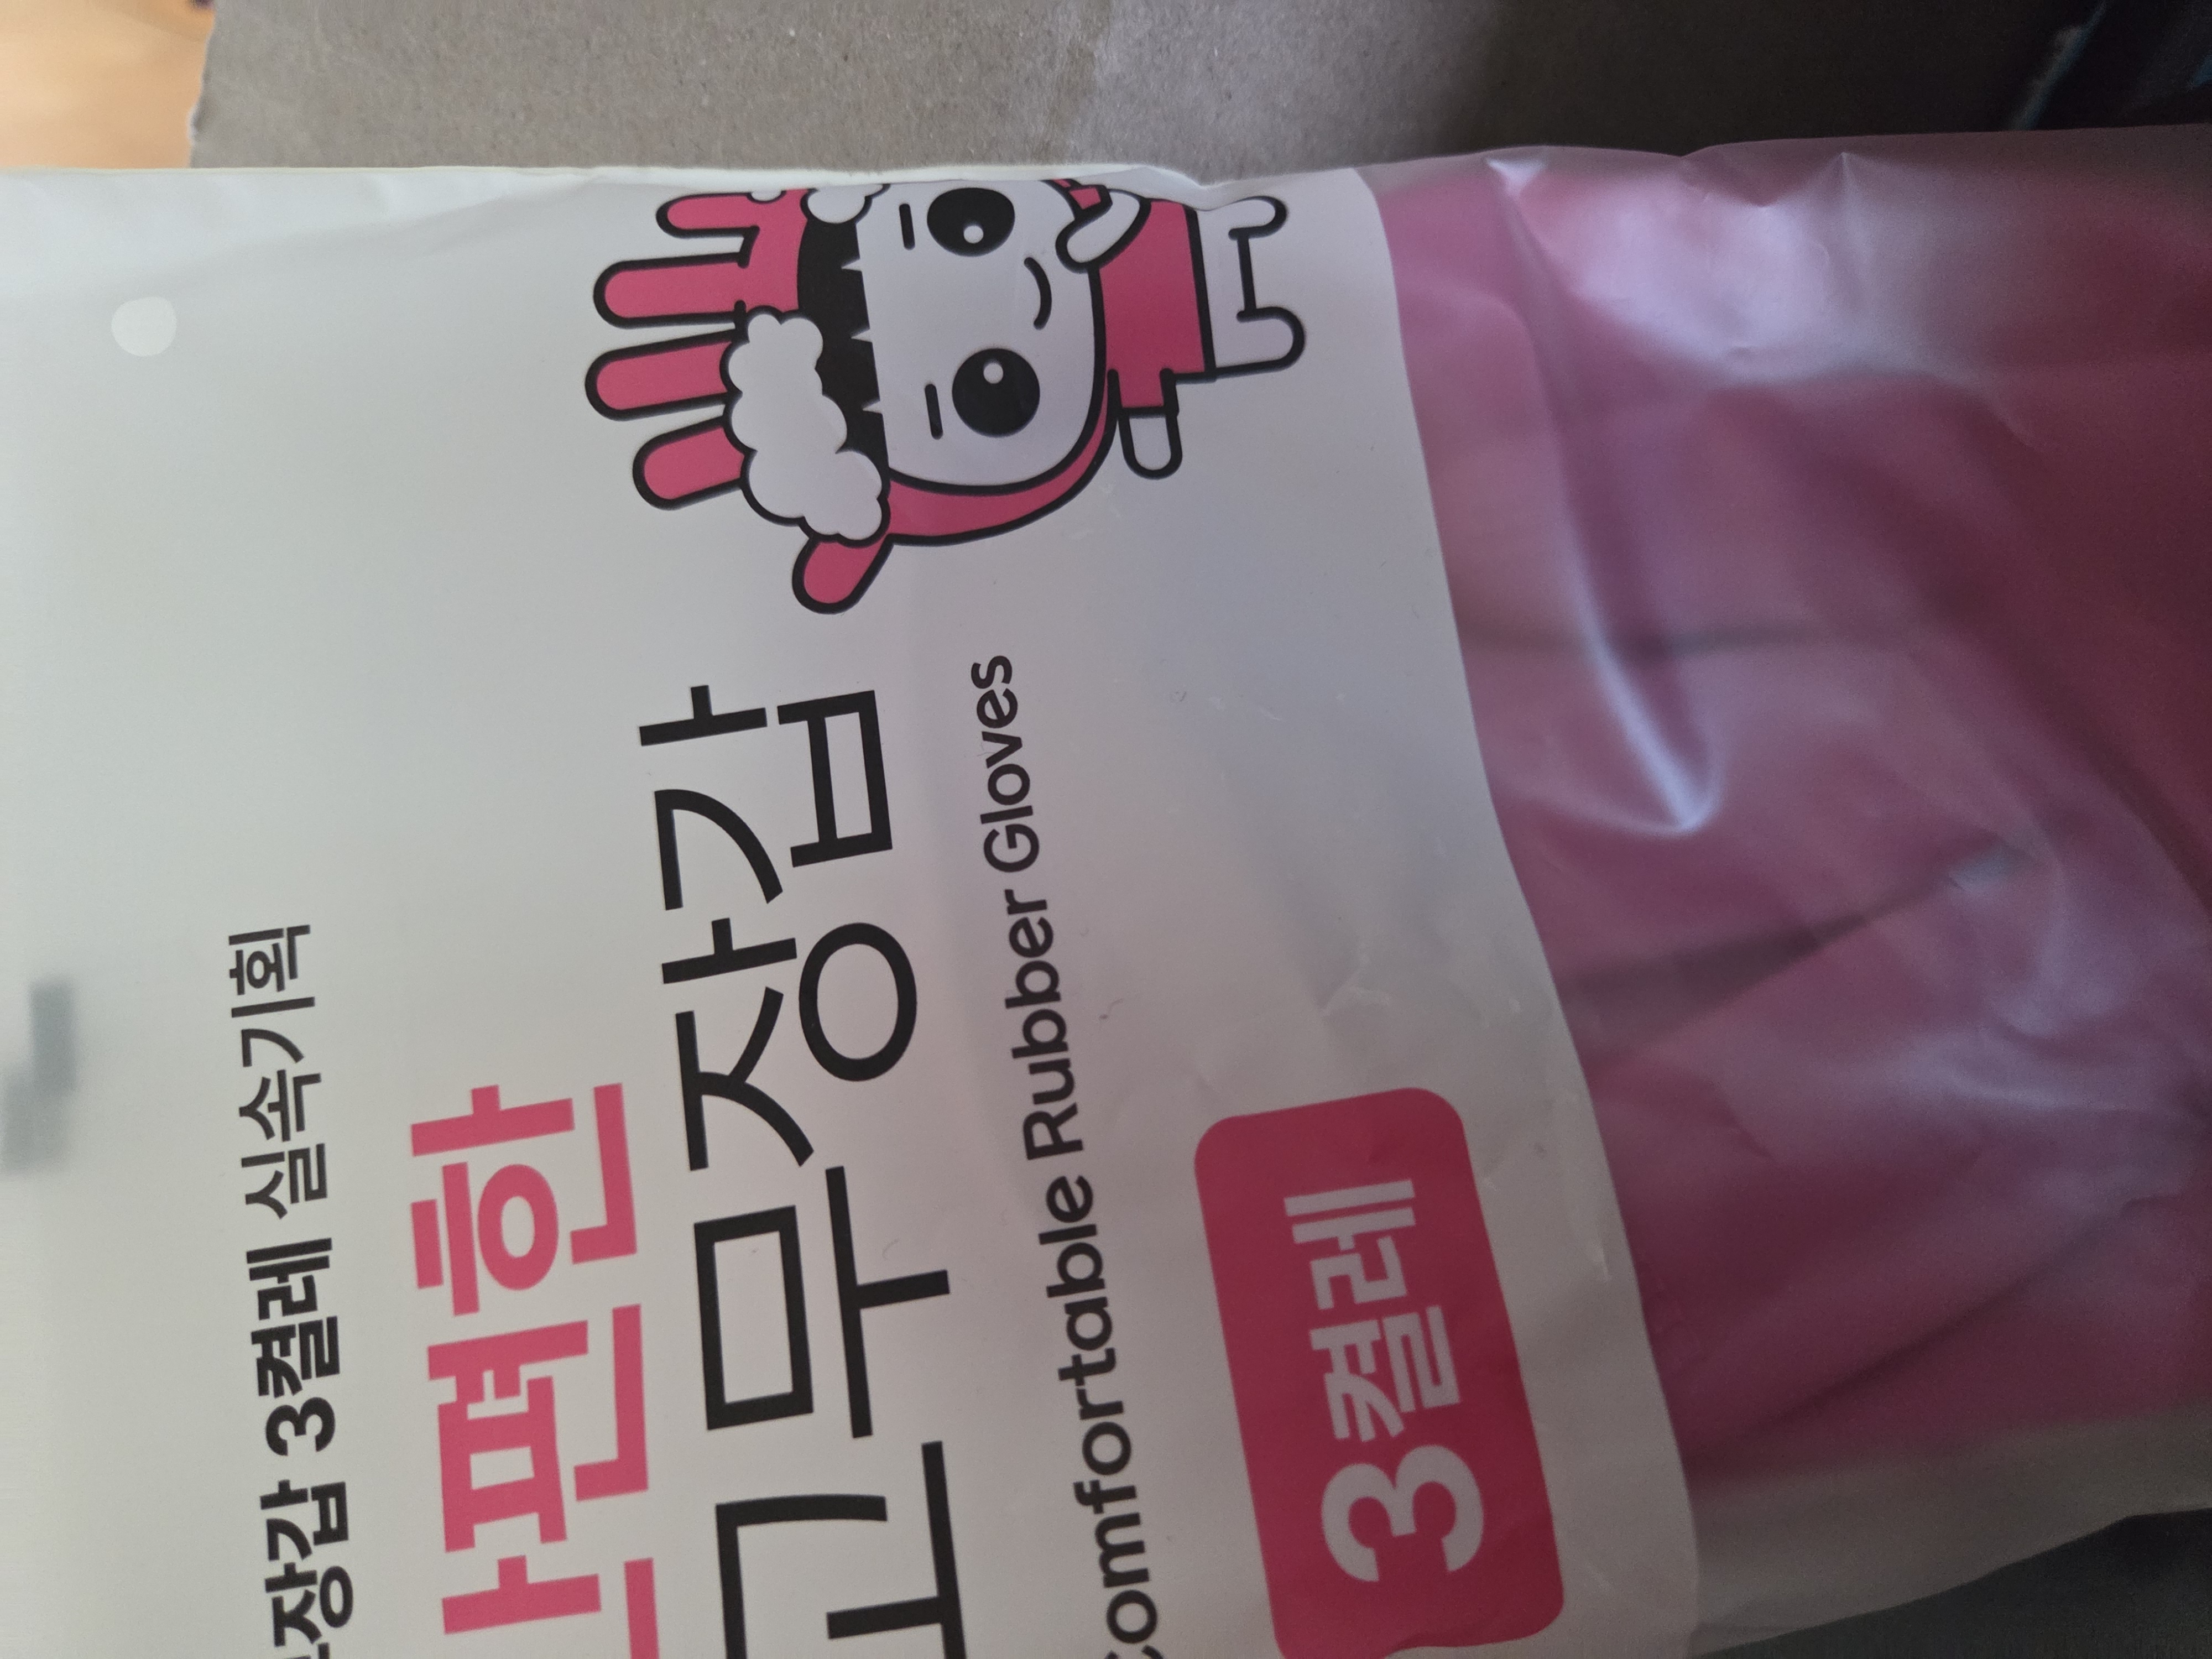 장갑 3켤레 실속기획
편한
고무장갑
Comfortable Rubber Gloves
3켤레